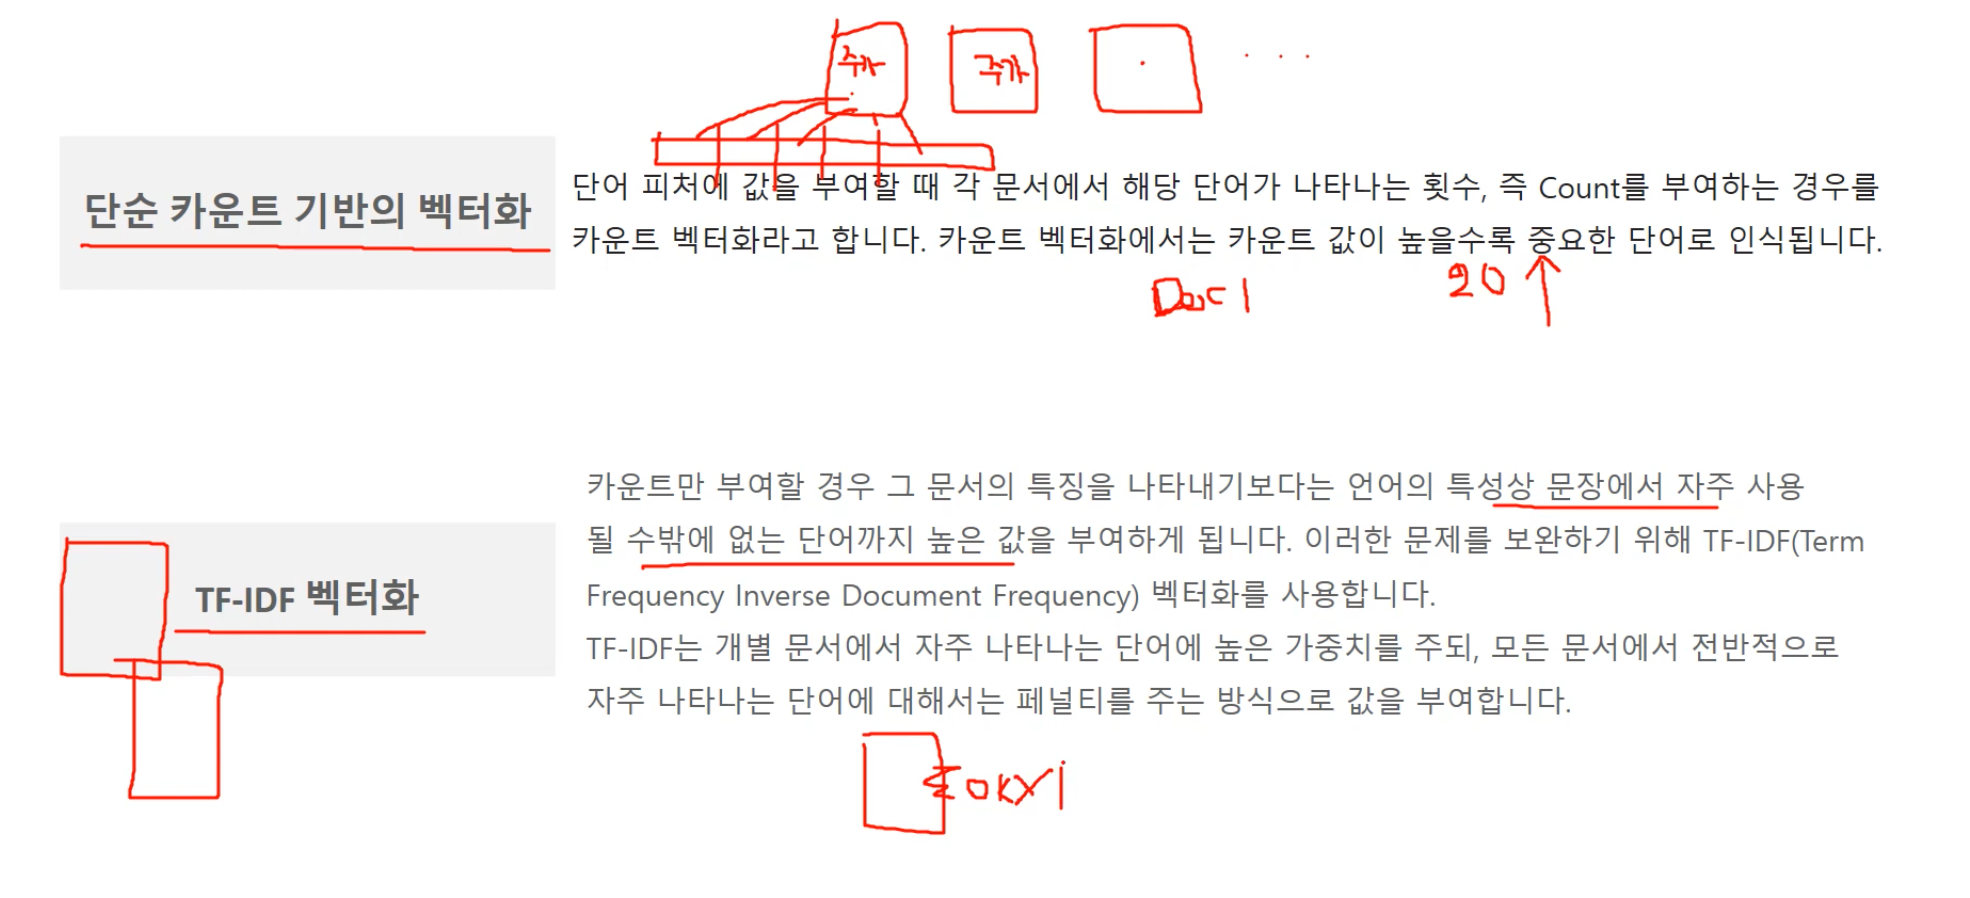 주가 주가
단순 카운트 기반의 벡터화
단어 피처에 값을 부여할 때 각 문서에서 해당 단어가 나타나는 횟수, 즉 Count를 부여하는 경우를
카운트 벡터화라고 합니다. 카운트 벡터화에서는 카운트 값이 높을수록 중요한 단어로 인식됩니다.
Doc 1 20
TF-IDF 벡터화
카운트만 부여할 경우 그 문서의 특징을 나타내기보다는 언어의 특성상 문장에서 자주 사용
될 수밖에 없는 단어까지 높은 값을 부여하게 됩니다. 이러한 문제를 보완하기 위해 TF-IDF(Term
Frequency Inverse Document Frequency) 벡터화를 사용합니다.
TF-IDF는 개별 문서에서 자주 나타나는 단어에 높은 가중치를 주되, 모든 문서에서 전반적으로
자주 나타나는 단어에 대해서는 페널티를 주는 방식으로 값을 부여합니다.